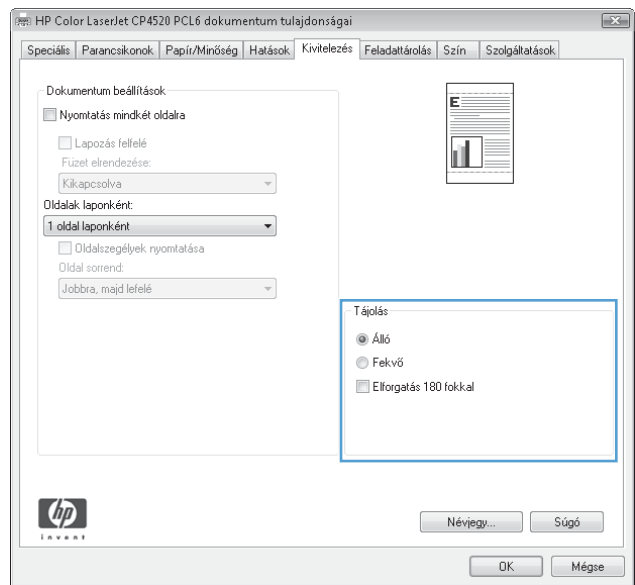 HP Color LaserJet CP4520 PCL6 dokumentum tulajdonságai
Speciális Parancsikonok Papír/Minőség Hatások Kivitelezés Feladattárolás Szín Szolgáltatások
Dokumentum beállítások
Nyomtatás mindkét oldalra
Lapozás felfelé
Füzet elrendezése:
Kikapcsolva
Oldalak laponként:
1 oldal laponként
Oldalszegélyek nyomtatása
Oldal sorrend:
Jobbra, majd lefelé
E
Tájolás
Álló
Fekvő
Elforgatás 180 fokkal
hp
invent
Névjegy... Súgó
OK Mégse